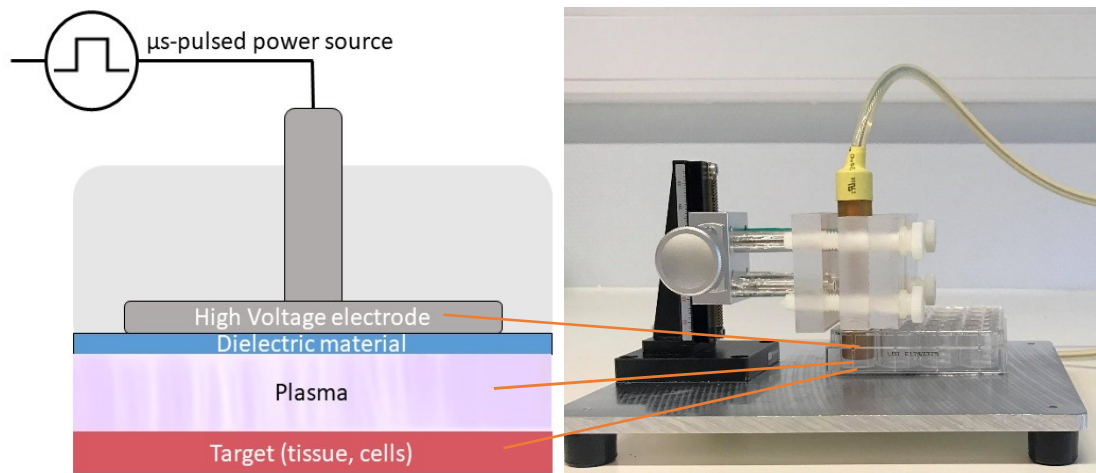 μs-pulsed power source
High Voltage electrode
Dielectric material
Plasma
Target (tissue, cells)